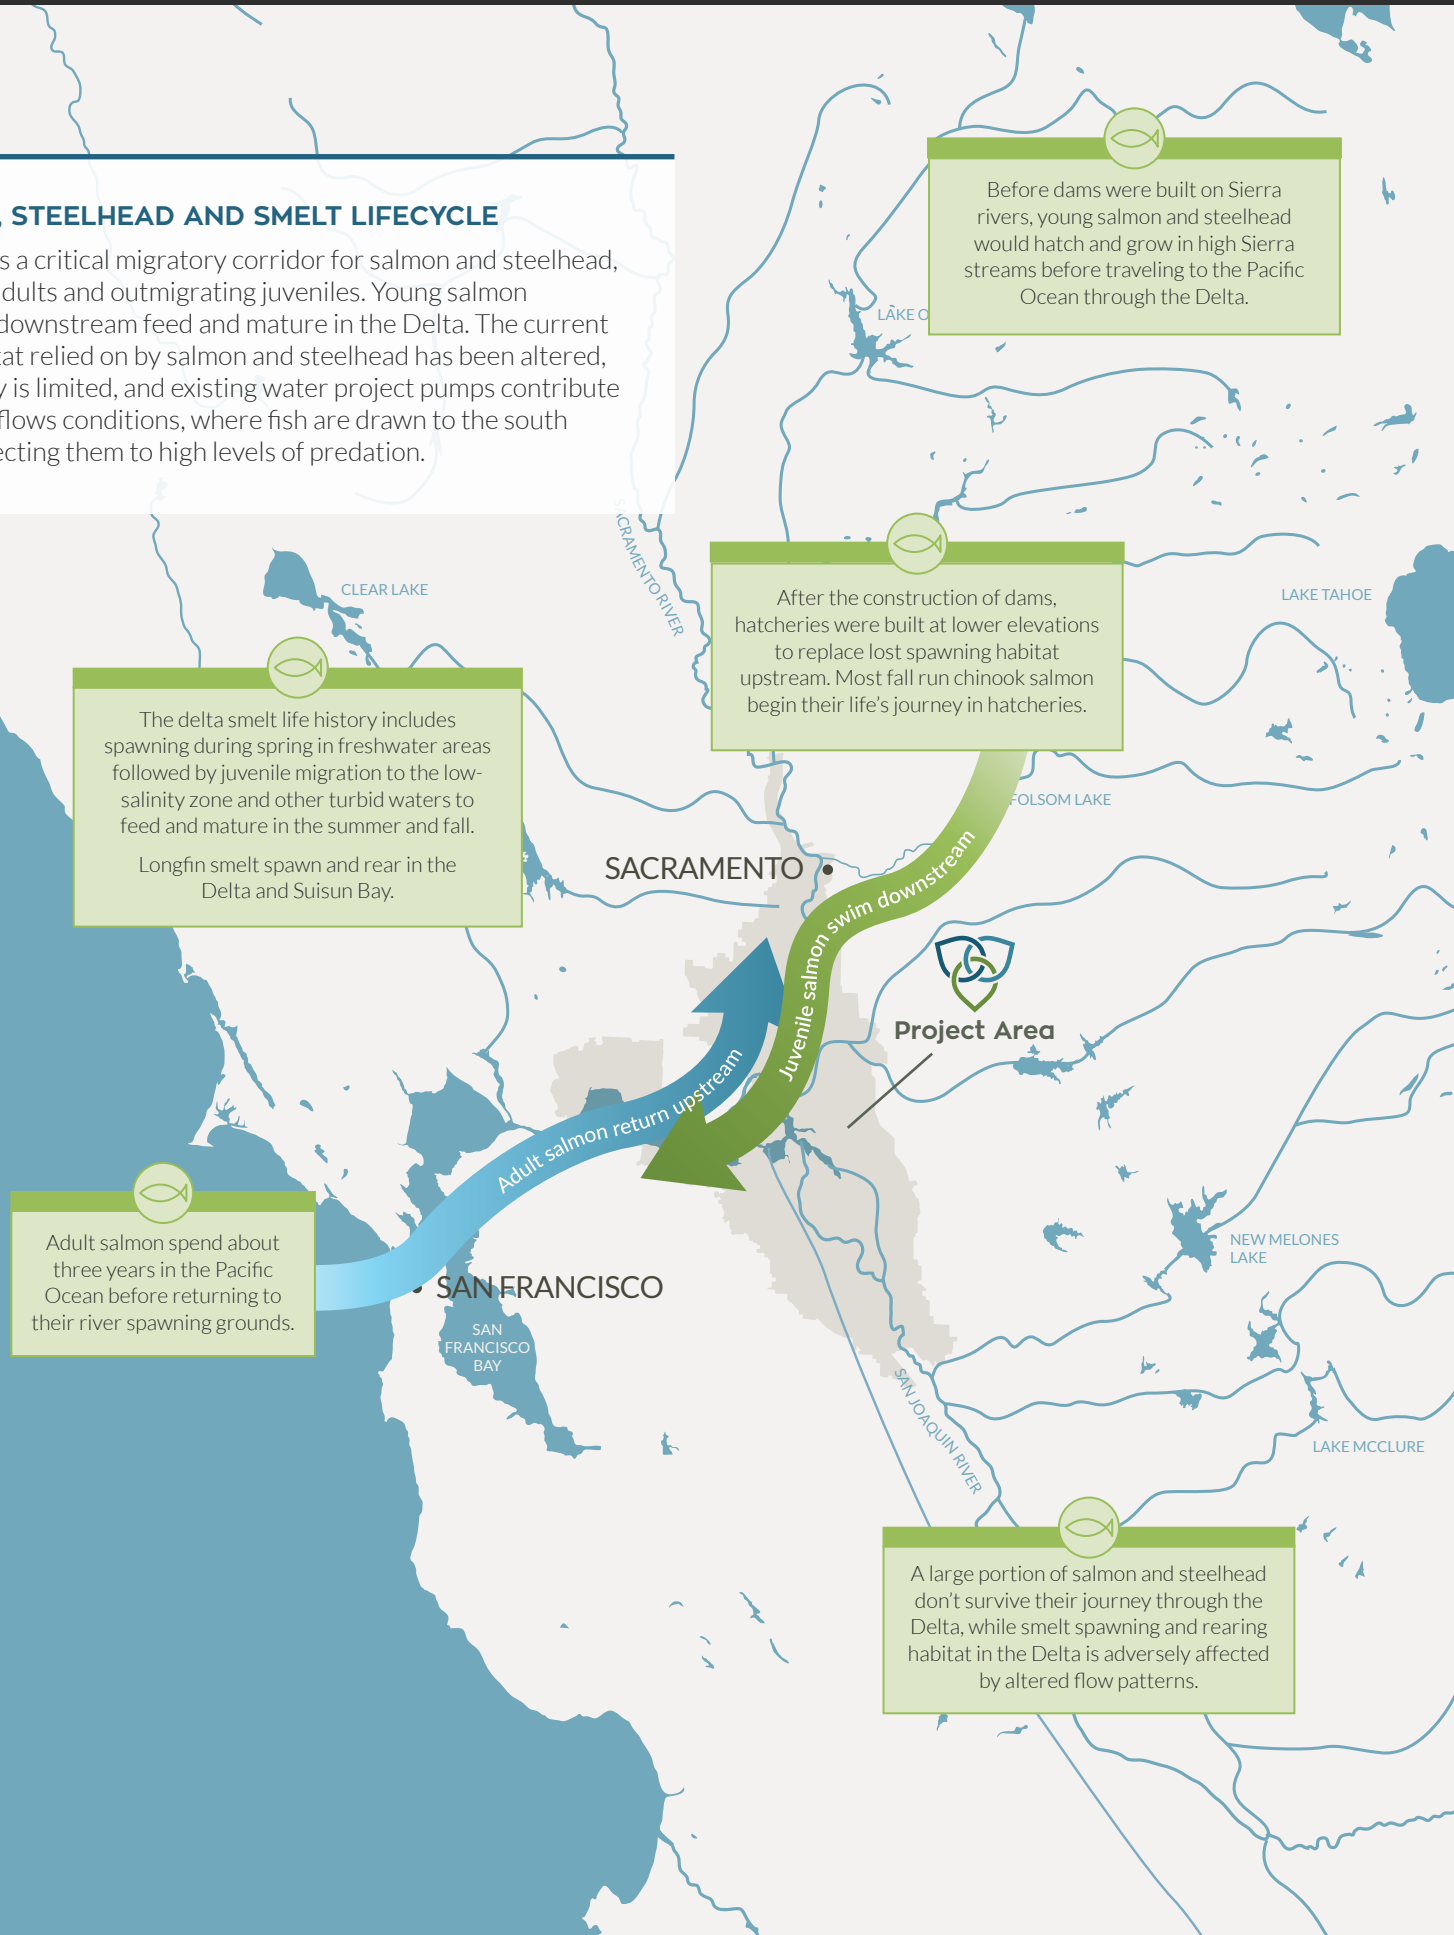 , STEELHEAD AND SMELT LIFECYCLE
s a critical migratory corridor for salmon and steelhead,
dults and outmigrating juveniles. Young salmon
downstream feed and mature in the Delta. The current
tat relied on by salmon and steelhead has been altered,
y is limited, and existing water project pumps contribute
flows conditions, where fish are drawn to the south
ecting them to high levels of predation.
Before dams were built on Sierra
rivers, young salmon and steelhead
would hatch and grow in high Sierra
streams before traveling to the Pacific
Ocean through the Delta.
LAKE O
SACRAMENTO RIVER
CLEAR LAKE
LAKE TAHOE
After the construction of dams,
hatcheries were built at lower elevations
to replace lost spawning habitat
upstream. Most fall run chinook salmon
begin their life's journey in hatcheries.
The delta smelt life history includes
spawning during spring in freshwater areas
followed by juvenile migration to the low-
salinity zone and other turbid waters to
feed and mature in the summer and fall.
Longfin smelt spawn and rear in the
Delta and Suisun Bay.
FOLSOM LAKE
SACRAMENTO
Juvenile salmon swim downstream
Project Area
Adult salmon return upstream
Adult salmon spend about
three years in the Pacific
Ocean before returning to
their river spawning grounds.
SAN FRANCISCO
SAN
FRANCISCO
BAY
NEW MELONES
LAKE
SAN JOAQUIN RIVER
LAKE MCCLURE
A large portion of salmon and steelhead
don't survive their journey through the
Delta, while smelt spawning and rearing
habitat in the Delta is adversely affected
by altered flow patterns.